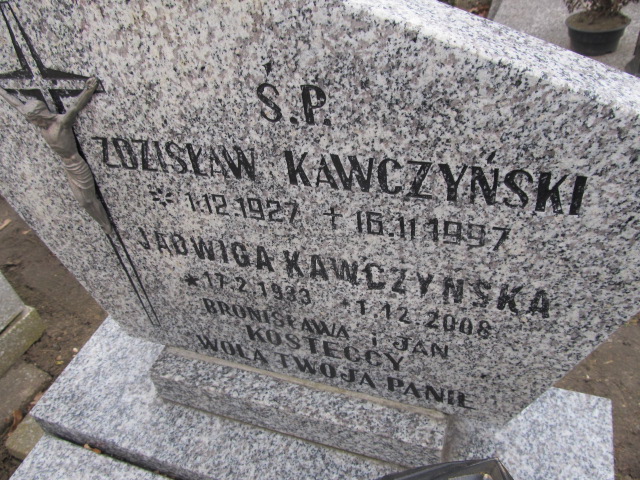 Ś.P.
ZDZISŁAW KAWCZYŃSKI
* 1.12.1927 + 16.11.1997
JADWIGA KAWCZYŃSKA
* 17.2.1933 + 1.12.2008
BRONISŁAWA i JAN
KOSTECCY
WOLA TWOJA PANIE